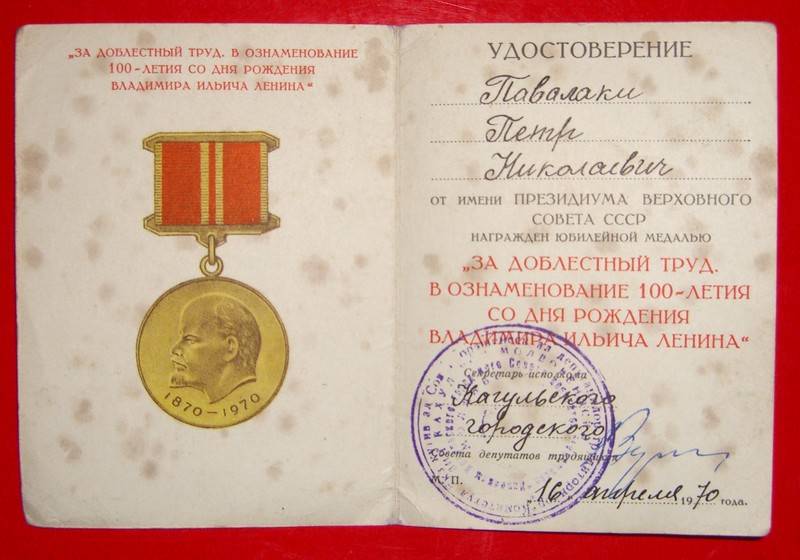 „ЗА ДОБЛЕСТНЫЙ ТРУД. В ОЗНАМЕНОВАНИЕ
100-ЛЕТИЯ СО ДНЯ РОЖДЕНИЯ
ВЛАДИМИРА ИЛЬИЧА ЛЕНИНА“
1870-1970
УДОСТОВЕРЕНИЕ
Павалаки
Петр
Николаевич
ОТ ИМЕНИ ПРЕЗИДИУМА ВЕРХОВНОГО
СОВЕТА СССР
НАГРАЖДЕН ЮБИЛЕЙНОЙ МЕДАЛЬЮ
„ЗА ДОБЛЕСТНЫЙ ТРУД.
В ОЗНАМЕНОВАНИЕ 100-ЛЕТИЯ
СО ДНЯ РОЖДЕНИЯ
ВЛАДИМИРА ИЛЬИЧА ЛЕНИНА“
Секретарь исполкома
Кагульского
городского
Совета депутатов трудящихся
М. П.
„16“ апреля 1970 года.